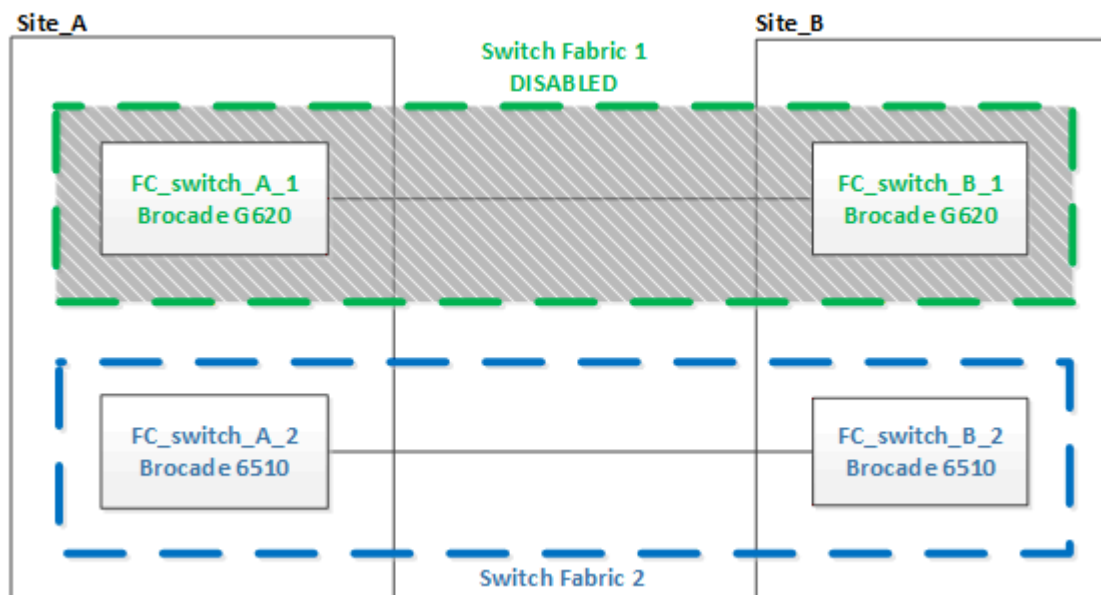 Site_A
Site_B
Switch Fabric 1
DISABLED
FC_switch_A_1
Brocade G620
FC_switch_B_1
Brocade G620
FC_switch_A_2
Brocade 6510
FC_switch_B_2
Brocade 6510
Switch Fabric 2